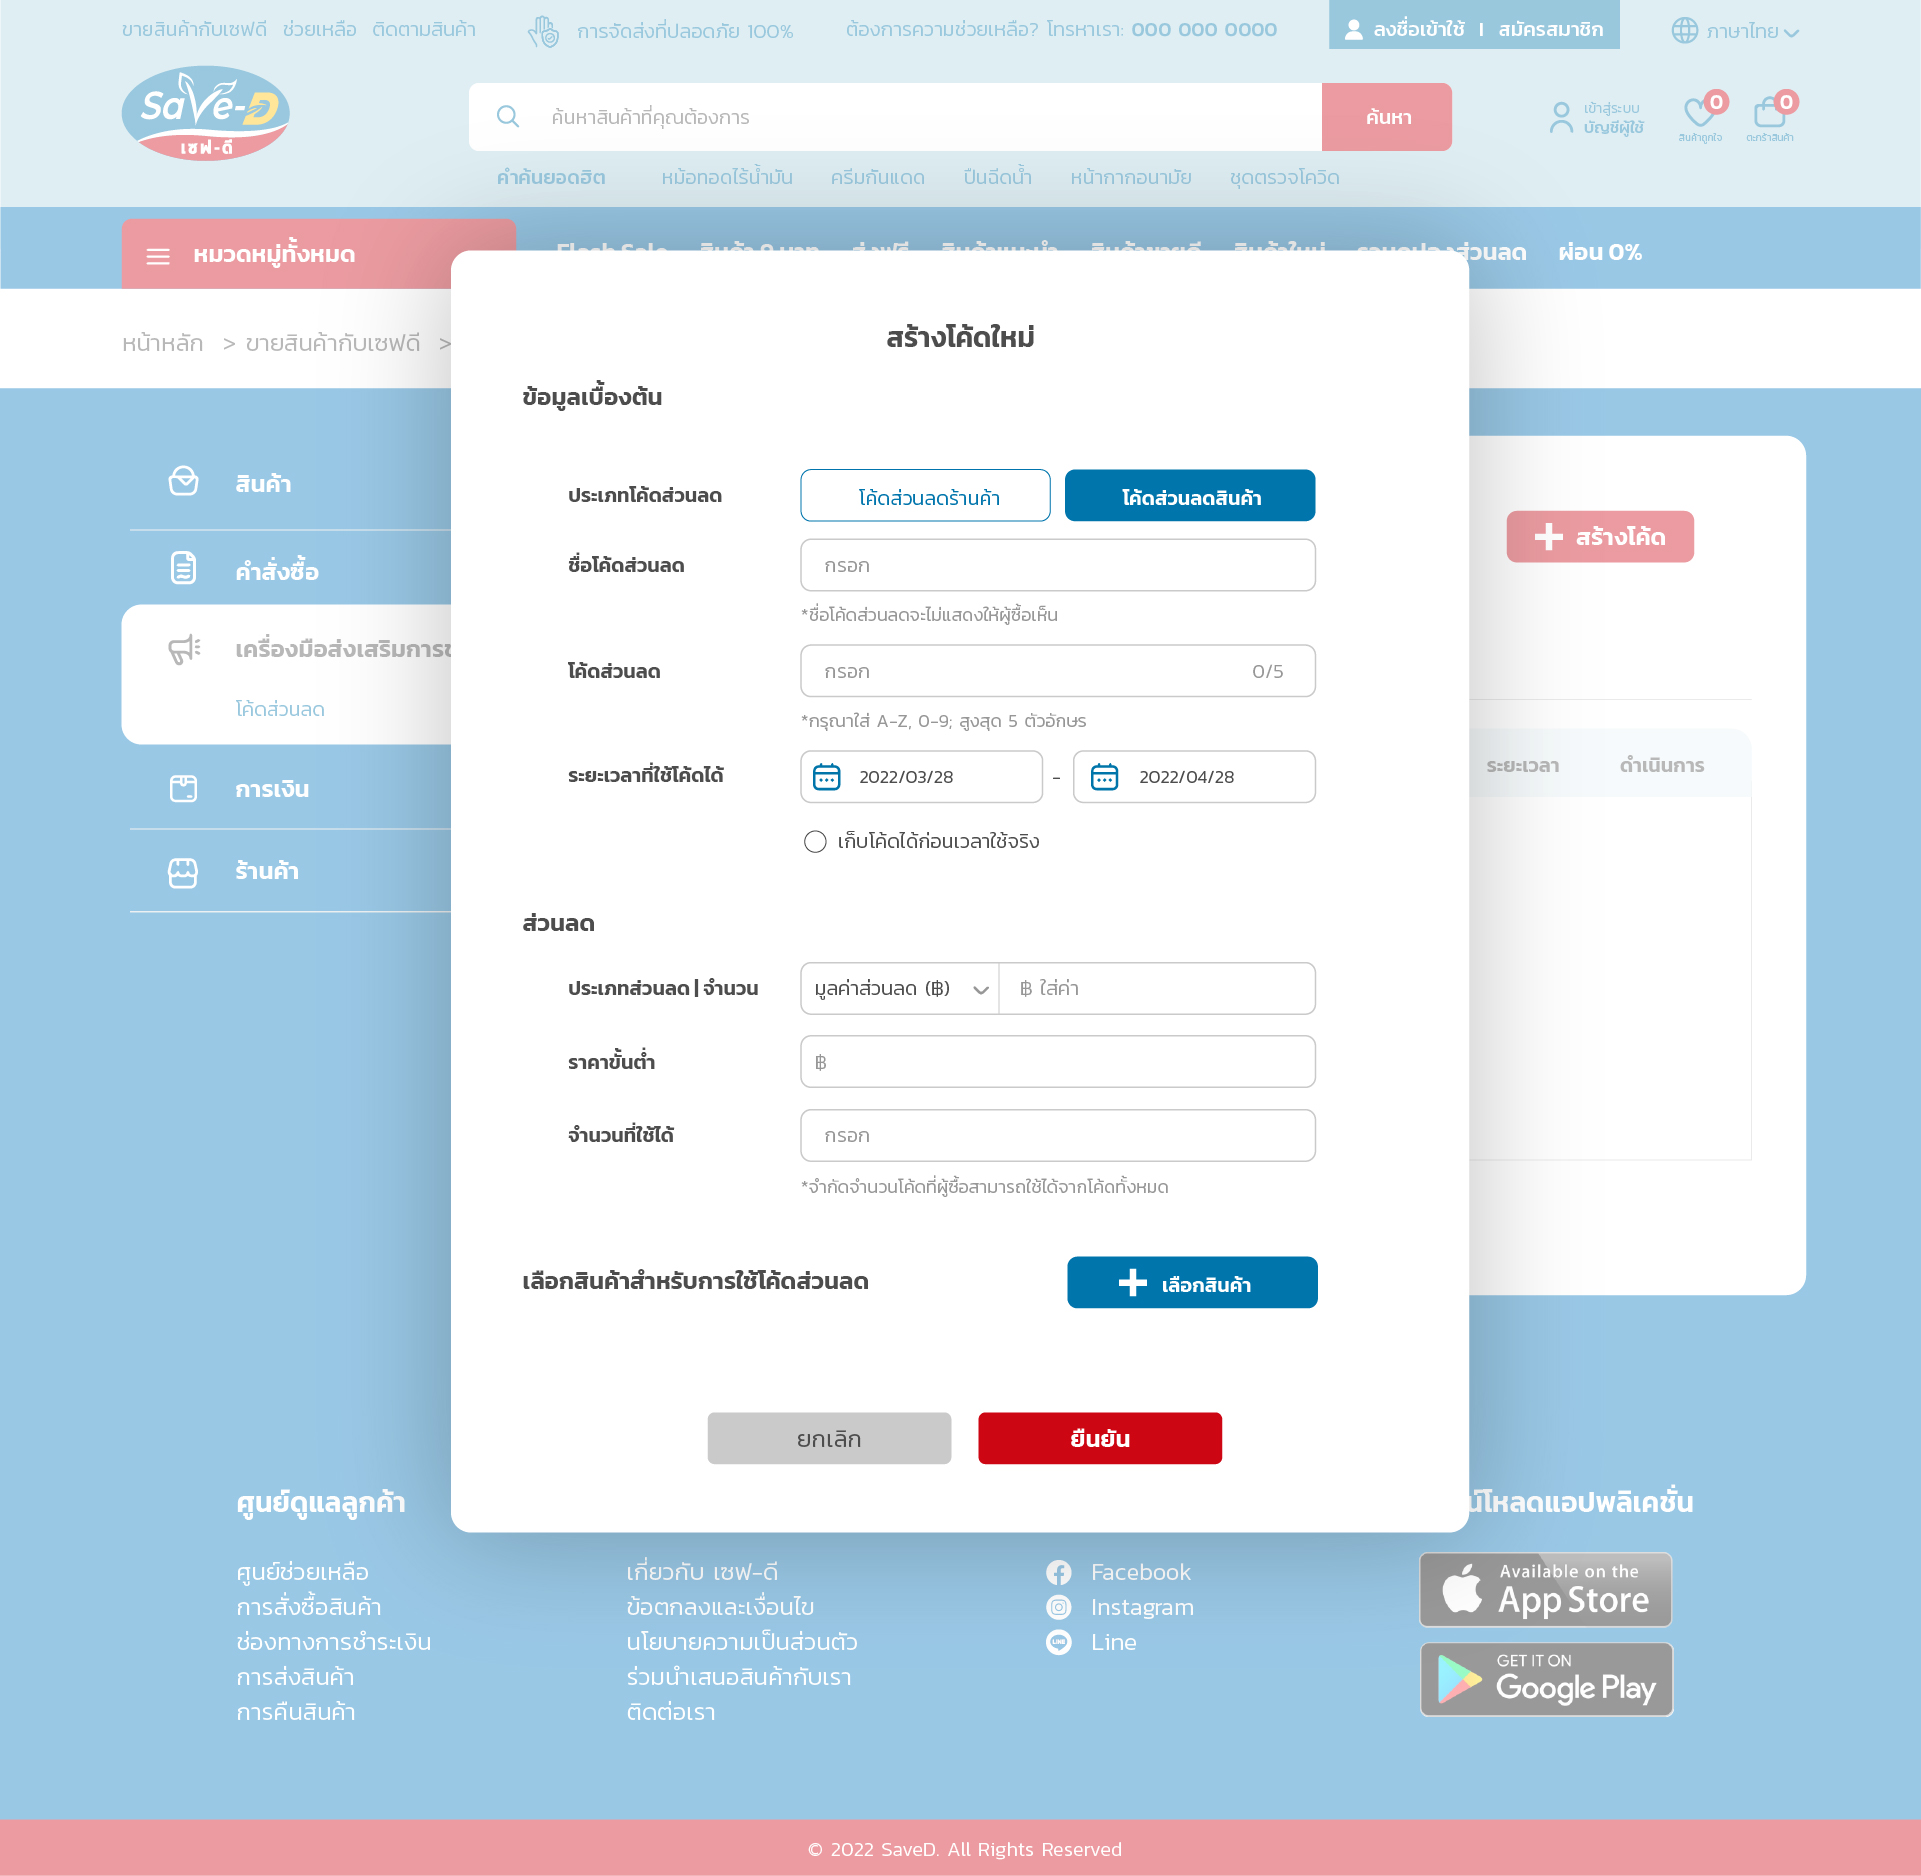 ขายสินค้ากับเซฟดี ช่วยเหลือ ติดตามสินค้า การจัดส่งที่ปลอดภัย 100% ต้องการความช่วยเหลือ? โทรหาเรา: 000 000 0000 ลงชื่อเข้าใช้ | สมัครสมาชิก ภาษาไทย
SaVe-D
เซฟ-ดี
ค้นหาสินค้าที่คุณต้องการ ค้นหา
เข้าสู่ระบบ
บัญชีผู้ใช้
0 0
สินค้าถูกใจ ตะกร้าสินค้า
คำค้นยอดฮิต หม้อทอดไร้น้ำมัน ครีมกันแดด ปืนฉีดน้ำ หน้ากากอนามัย ชุดตรวจโควิด
หมวดหมู่ทั้งหมด ส่วนลด ผ่อน 0%
หน้าหลัก > ขายสินค้ากับเซฟดี >
สร้างโค้ดใหม่
ข้อมูลเบื้องต้น
สินค้า
คำสั่งซื้อ
เครื่องมือส่งเสริมการ
โค้ดส่วนลด
การเงิน
ร้านค้า
ประเภทโค้ดส่วนลด โค้ดส่วนลดร้านค้า โค้ดส่วนลดสินค้า
ชื่อโค้ดส่วนลด กรอก
*ชื่อโค้ดส่วนลดจะไม่แสดงให้ผู้ซื้อเห็น
โค้ดส่วนลด กรอก 0/5
*กรุณาใส่ A-Z, 0-9; สูงสุด 5 ตัวอักษร
ระยะเวลาที่ใช้โค้ดได้ 2022/03/28 - 2022/04/28
เก็บโค้ดได้ก่อนเวลาใช้จริง
ส่วนลด
ประเภทส่วนลด | จำนวน มูลค่าส่วนลด (฿) ฿ ใส่ค่า
ราคาขั้นต่ำ ฿
จำนวนที่ใช้ได้ กรอก
*จำกัดจำนวนโค้ดที่ผู้ซื้อสามารถใช้ได้จากโค้ดทั้งหมด
เลือกสินค้าสำหรับการใช้โค้ดส่วนลด เลือกสินค้า
ยกเลิก ยืนยัน
สร้างโค้ด
ระยะเวลา ดำเนินการ
ศูนย์ดูแลลูกค้า
ศูนย์ช่วยเหลือ
การสั่งซื้อสินค้า
ช่องทางการชำระเงิน
การส่งสินค้า
การคืนสินค้า
เกี่ยวกับ เซฟ-ดี
ข้อตกลงและเงื่อนไข
นโยบายความเป็นส่วนตัว
ร่วมนำเสนอสินค้ากับเรา
ติดต่อเรา
Facebook
Instagram
Line
โหลดแอปพลิเคชั่น
Available on the
App Store
GET IT ON
Google Play
© 2022 SaveD. All Rights Reserved